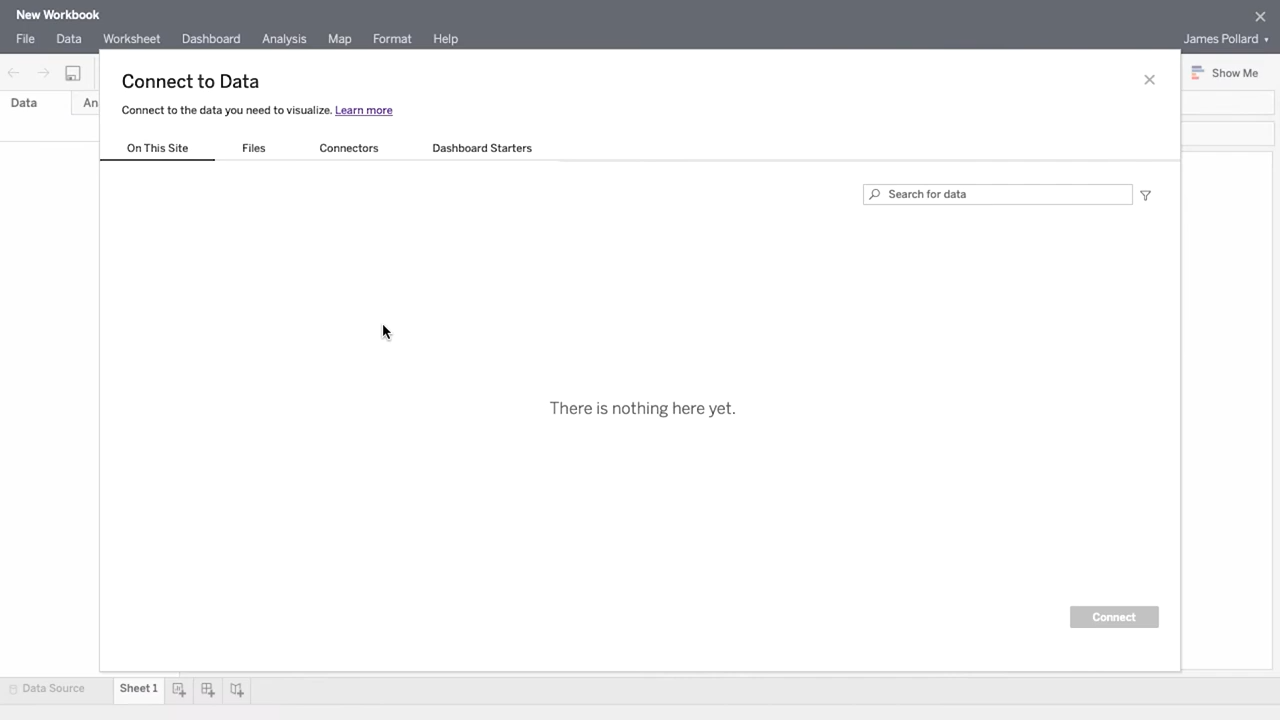 New Workbook
File Data Worksheet Dashboard Analysis Map Format Help James Pollard
Show Me
Data An
Connect to Data
Connect to the data you need to visualize. Learn more
On This Site Files Connectors Dashboard Starters
Search for data
There is nothing here yet.
Connect
Data Source Sheet 1